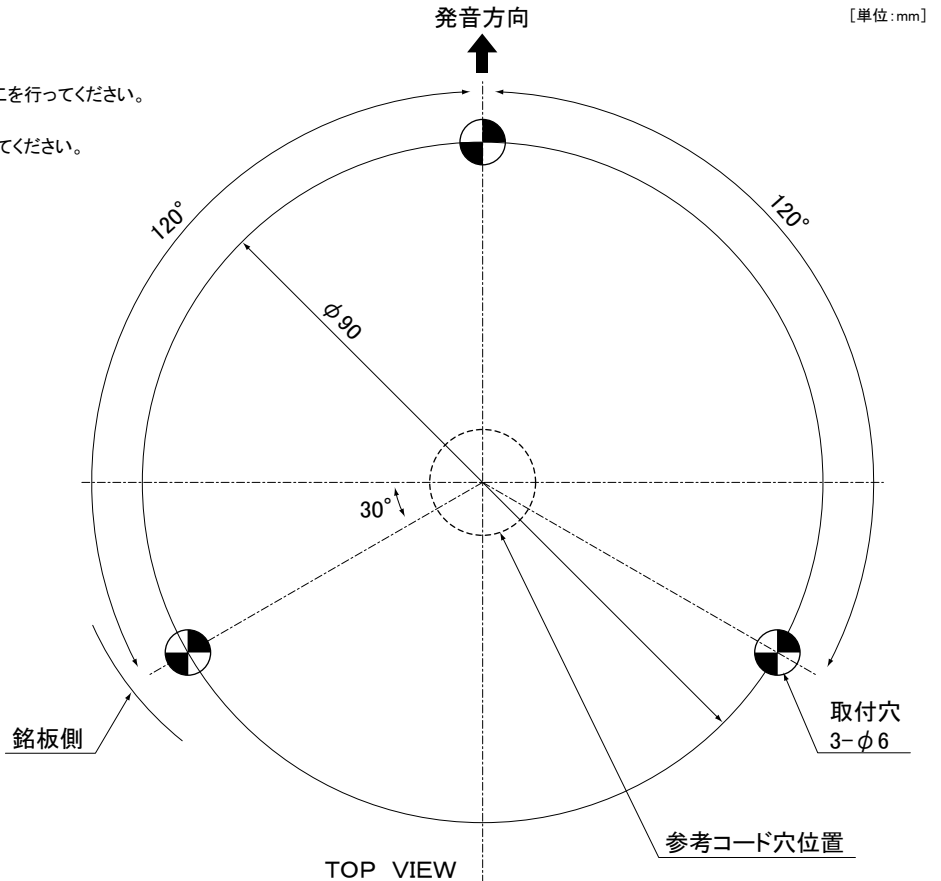 発音方向
[単位:mm]
工を行ってください。
てください。
120°
120°
φ90
30°
銘板側
取付穴
3-φ6
参考コード穴位置
TOP VIEW